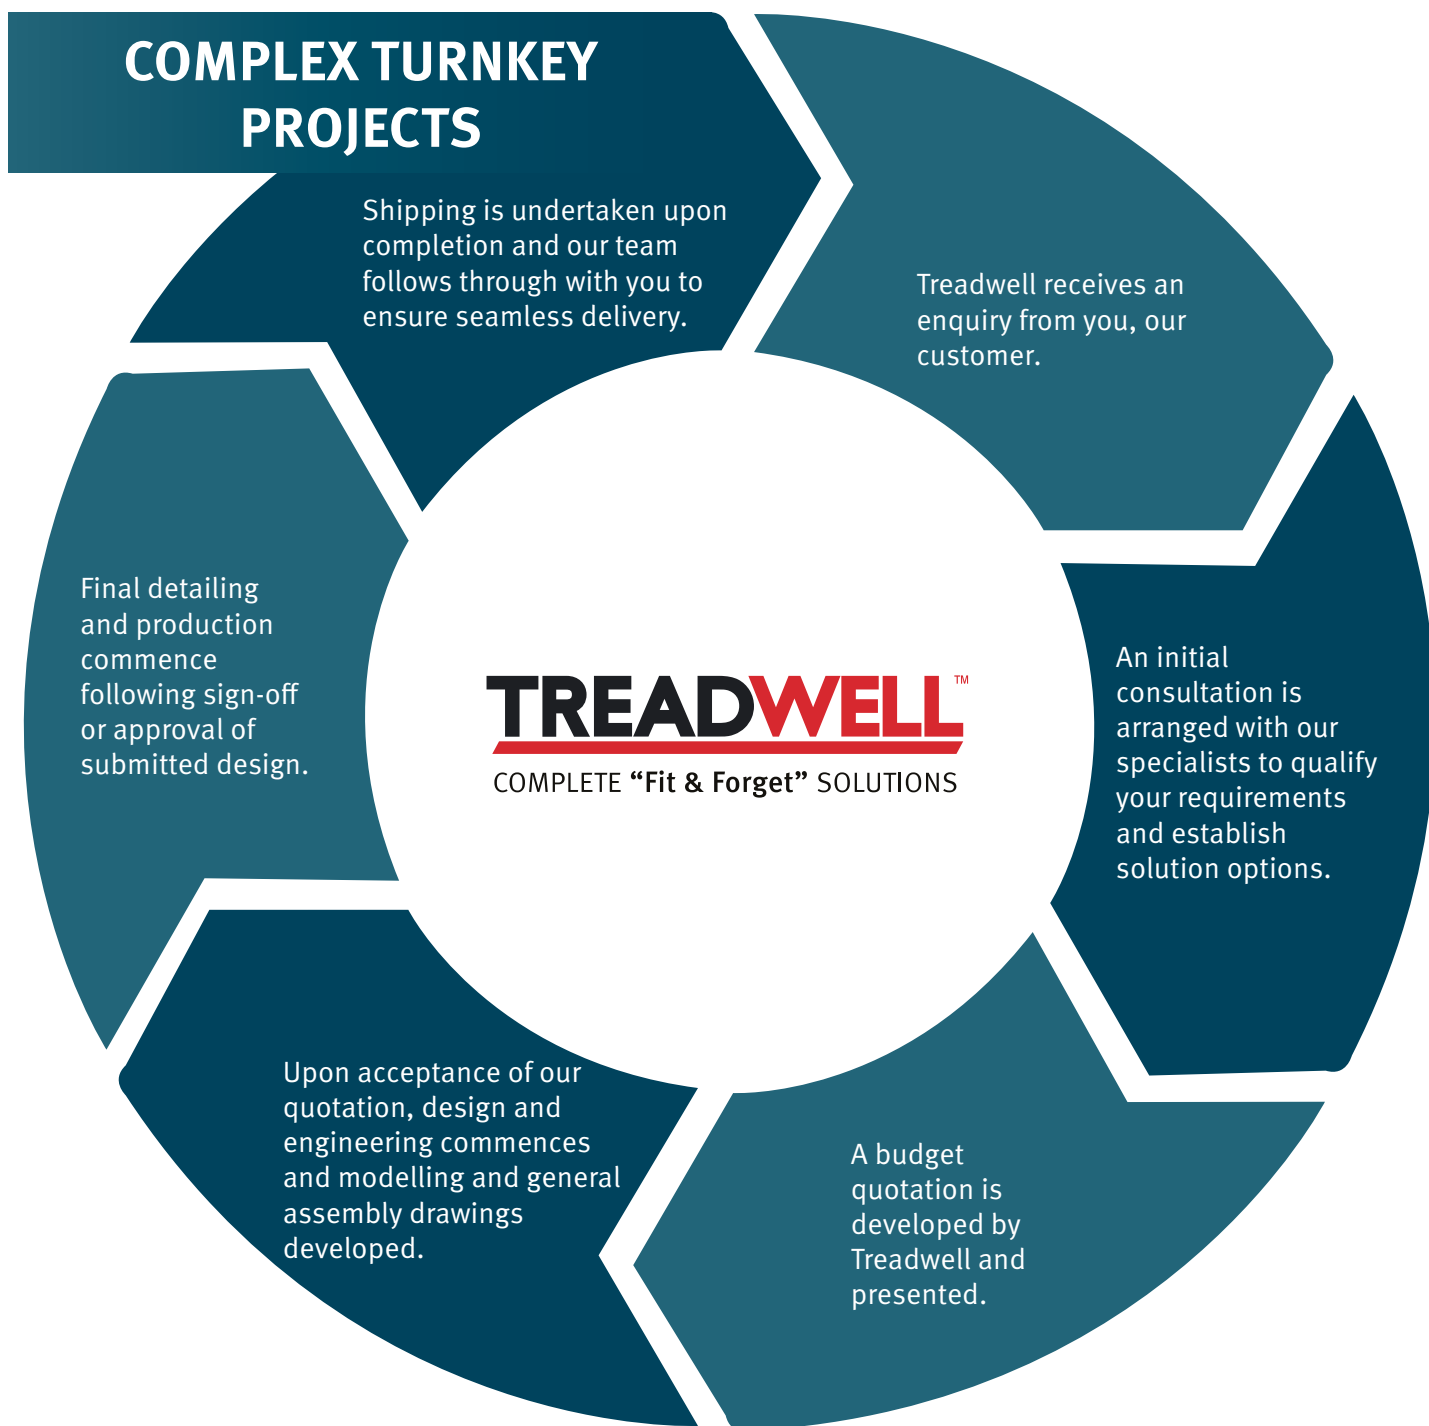 COMPLEX TURNKEY
PROJECTS
Shipping is undertaken upon
completion and our team
follows through with you to
ensure seamless delivery.
Treadwell receives an
enquiry from you, our
customer.
An initial
consultation is
arranged with our
specialists to qualify
your requirements
and establish
solution options.
A budget
quotation is
developed by
Treadwell and
presented.
Upon acceptance of our
quotation, design and
engineering commences
and modelling and general
assembly drawings
developed.
Final detailing
and production
commence
following sign-off
or approval of
submitted design.
TREADWELL™
COMPLETE “Fit & Forget” SOLUTIONS